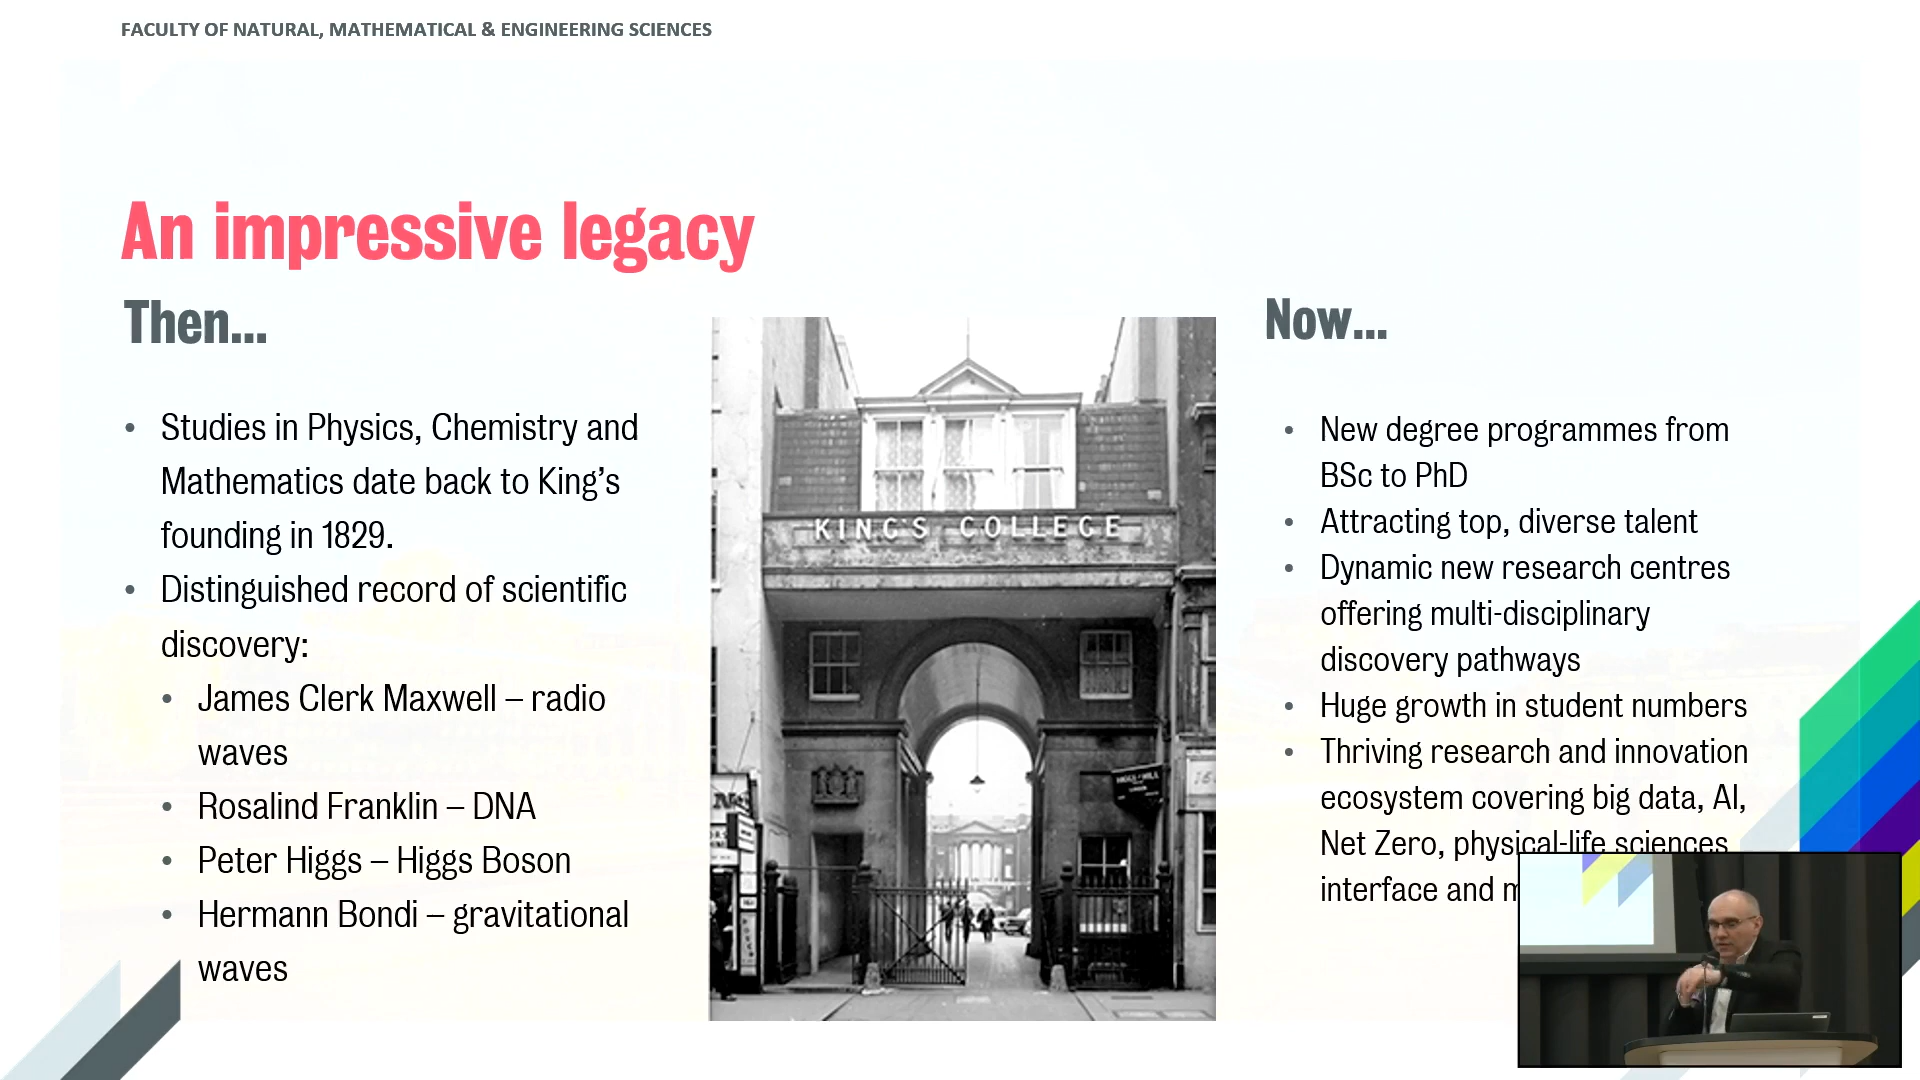 FACULTY OF NATURAL, MATHEMATICAL & ENGINEERING SCIENCES
An impressive legacy
Then...
• Studies in Physics, Chemistry and
Mathematics date back to King's
founding in 1829.
• Distinguished record of scientific
discovery:
• James Clerk Maxwell – radio
waves
• Rosalind Franklin – DNA
• Peter Higgs – Higgs Boson
• Hermann Bondi – gravitational
waves
KING'S COLLEGE
Now...
• New degree programmes from
BSc to PhD
• Attracting top, diverse talent
• Dynamic new research centres
offering multi-disciplinary
discovery pathways
• Huge growth in student numbers
• Thriving research and innovation
ecosystem covering big data, AI,
Net Zero, physical-life sciences
interface and